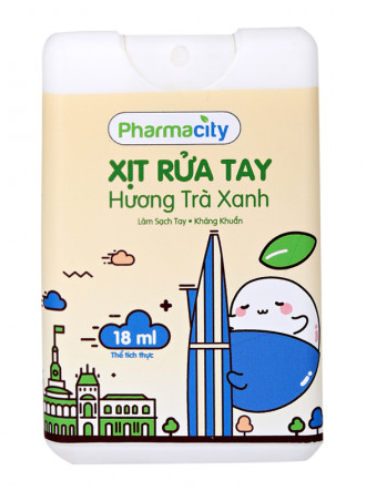 Pharmacity
XỊT RỬA TAY
Hương Trà Xanh
Làm Sạch Tay • Kháng Khuẩn
18 ml
Thể tích thực